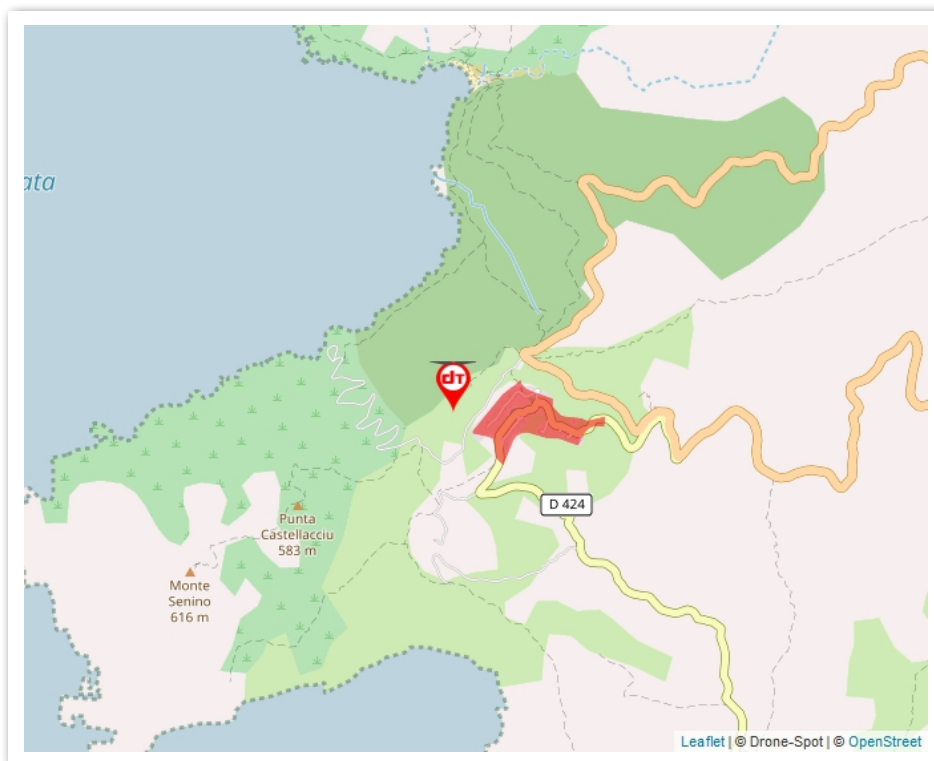 ata
dT
Punta
Castellacciu
583 m
Monte
Senino
616 m
D 424
Leaflet | © Drone-Spot | © OpenStreet